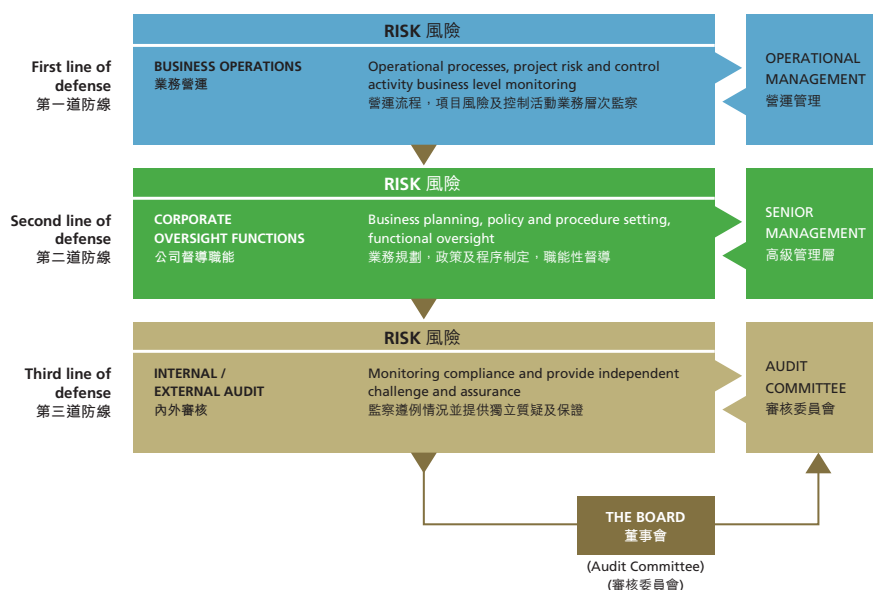 RISK 風險
First line of
defense
第一道防線
BUSINESS OPERATIONS
業務營運
Operational processes, project risk and control
activity business level monitoring
營運流程，項目風險及控制活動業務層次監察
OPERATIONAL
MANAGEMENT
營運管理
RISK 風險
Second line of
defense
第二道防線
CORPORATE
OVERSIGHT FUNCTIONS
公司督導職能
Business planning, policy and procedure setting,
functional oversight
業務規劃，政策及程序制定，職能性督導
SENIOR
MANAGEMENT
高級管理層
RISK 風險
Third line of
defense
第三道防線
INTERNAL /
EXTERNAL AUDIT
內外審核
Monitoring compliance and provide independent
challenge and assurance
監察遵例情況並提供獨立質疑及保證
AUDIT
COMMITTEE
審核委員會
THE BOARD
董事會
(Audit Committee)
(審核委員會)